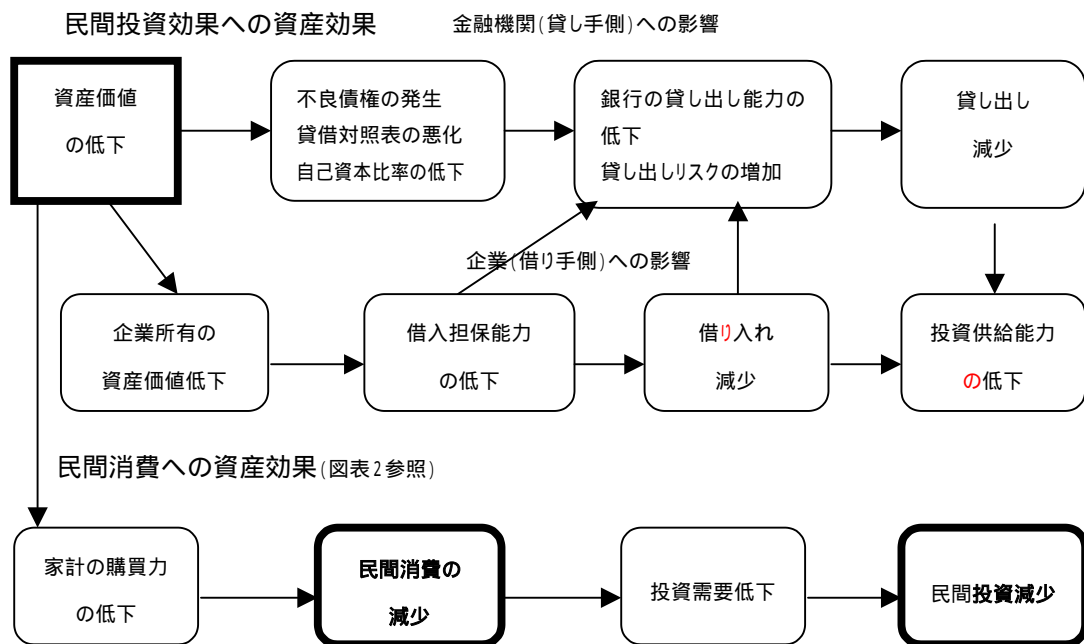 民間投資効果への資産効果
金融機関(貸し手側)への影響
資産価値
の低下
不良債権の発生
貸借対照表の悪化
自己資本比率の低下
銀行の貸し出し能力の
低下
貸し出しリスクの増加
貸し出し
減少
企業(借り手側)への影響
企業所有の
資産価値低下
借入担保能力
の低下
借り入れ
減少
投資供給能力
の低下
民間消費への資産効果(図表2参照)
家計の購買力
の低下
民間消費の
減少
投資需要低下
民間投資減少